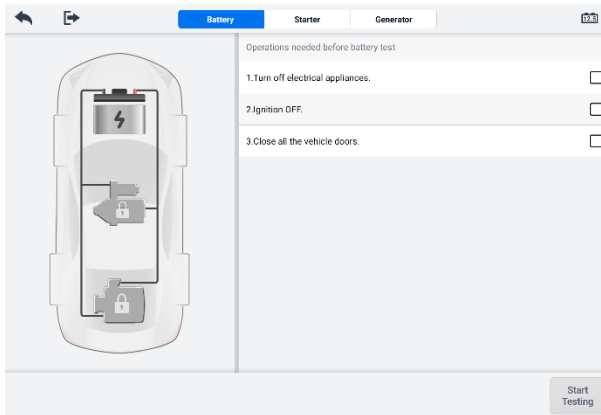 Battery
Starter
Generator
12.5
Operations needed before battery test
1.Turn off electrical appliances.
2.Ignition OFF.
3.Close all the vehicle doors.
Start
Testing